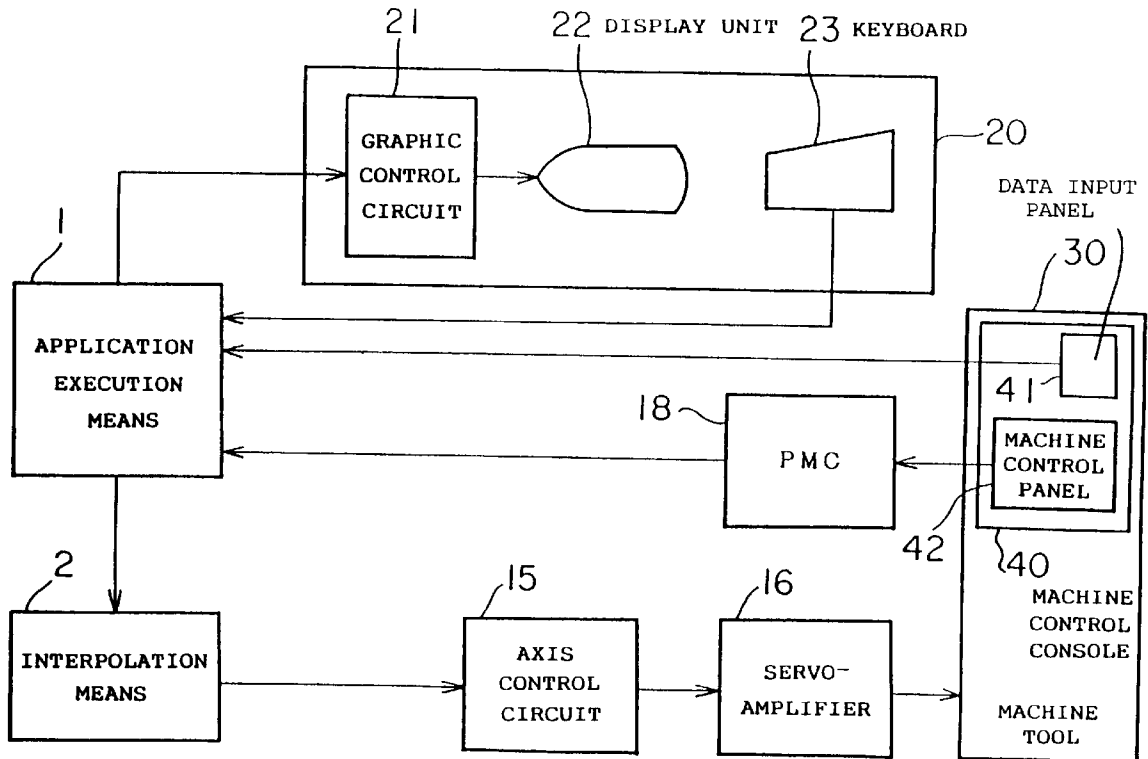 21
22 DISPLAY UNIT
23 KEYBOARD
GRAPHIC
CONTROL
CIRCUIT
20
DATA INPUT
PANEL
1
30
APPLICATION
EXECUTION
MEANS
41
18
PMC
MACHINE
CONTROL
PANEL
42
40
2
15
16
MACHINE
CONTROL
CONSOLE
INTERPOLATION
MEANS
AXIS
CONTROL
CIRCUIT
SERVO-
AMPLIFIER
MACHINE
TOOL